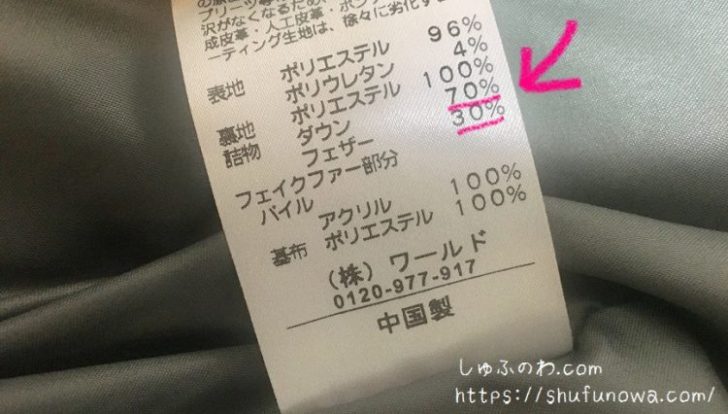 プリーツ等
沢がなくなるため、
成皮革・人工皮革・ボン
ーティング生地は、徐々に劣化する
表地 ポリエステル 96%
ポリウレタン 4%
裏地 ポリエステル 100%
詰物 ダウン 70%
フェザー 30%
フェイクファー部分
パイル アクリル 100%
基布 ポリエステル 100%
(株)ワールド
0120-977-917
中国製
しゅふのわ.com
https://shufunowa.com/